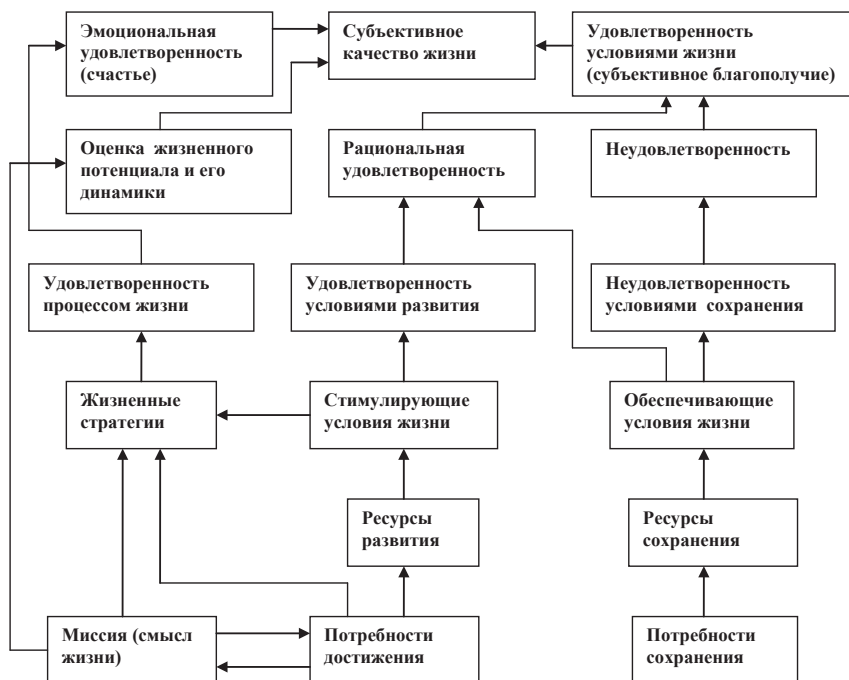 Эмоциональная
удовлетворенность
(счастье)
Субъективное
качество жизни
Удовлетворенность
условиями жизни
(субъективное благополучие)
Оценка жизненного
потенциала и его
динамики
Рациональная
удовлетворенность
Неудовлетворенность
Удовлетворенность
процессом жизни
Удовлетворенность
условиями развития
Неудовлетворенность
условиями сохранения
Жизненные
стратегии
Стимулирующие
условия жизни
Обеспечивающие
условия жизни
Ресурсы
развития
Ресурсы
сохранения
Миссия (смысл
жизни)
Потребности
достижения
Потребности
сохранения